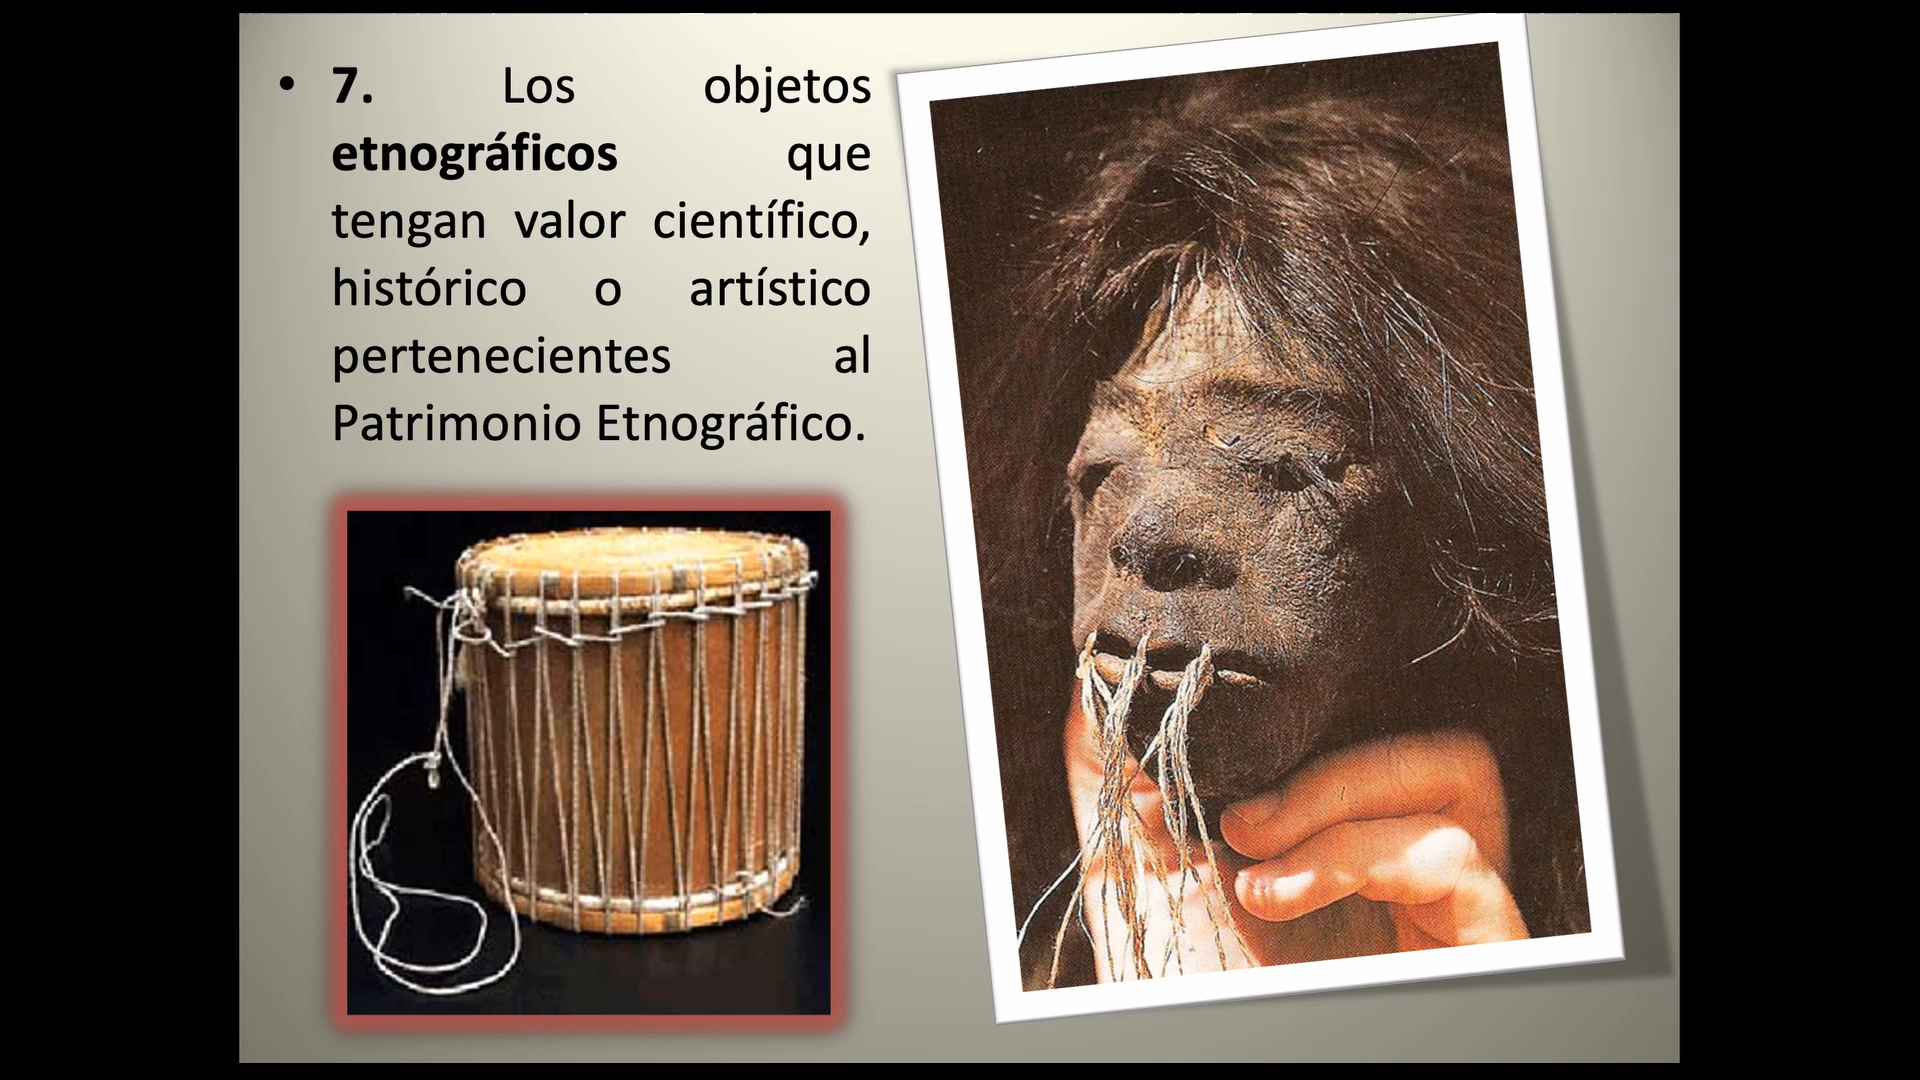 • 7. Los objetos
etnográficos que
tengan valor científico,
histórico o artístico
pertenecientes al
Patrimonio Etnográfico.